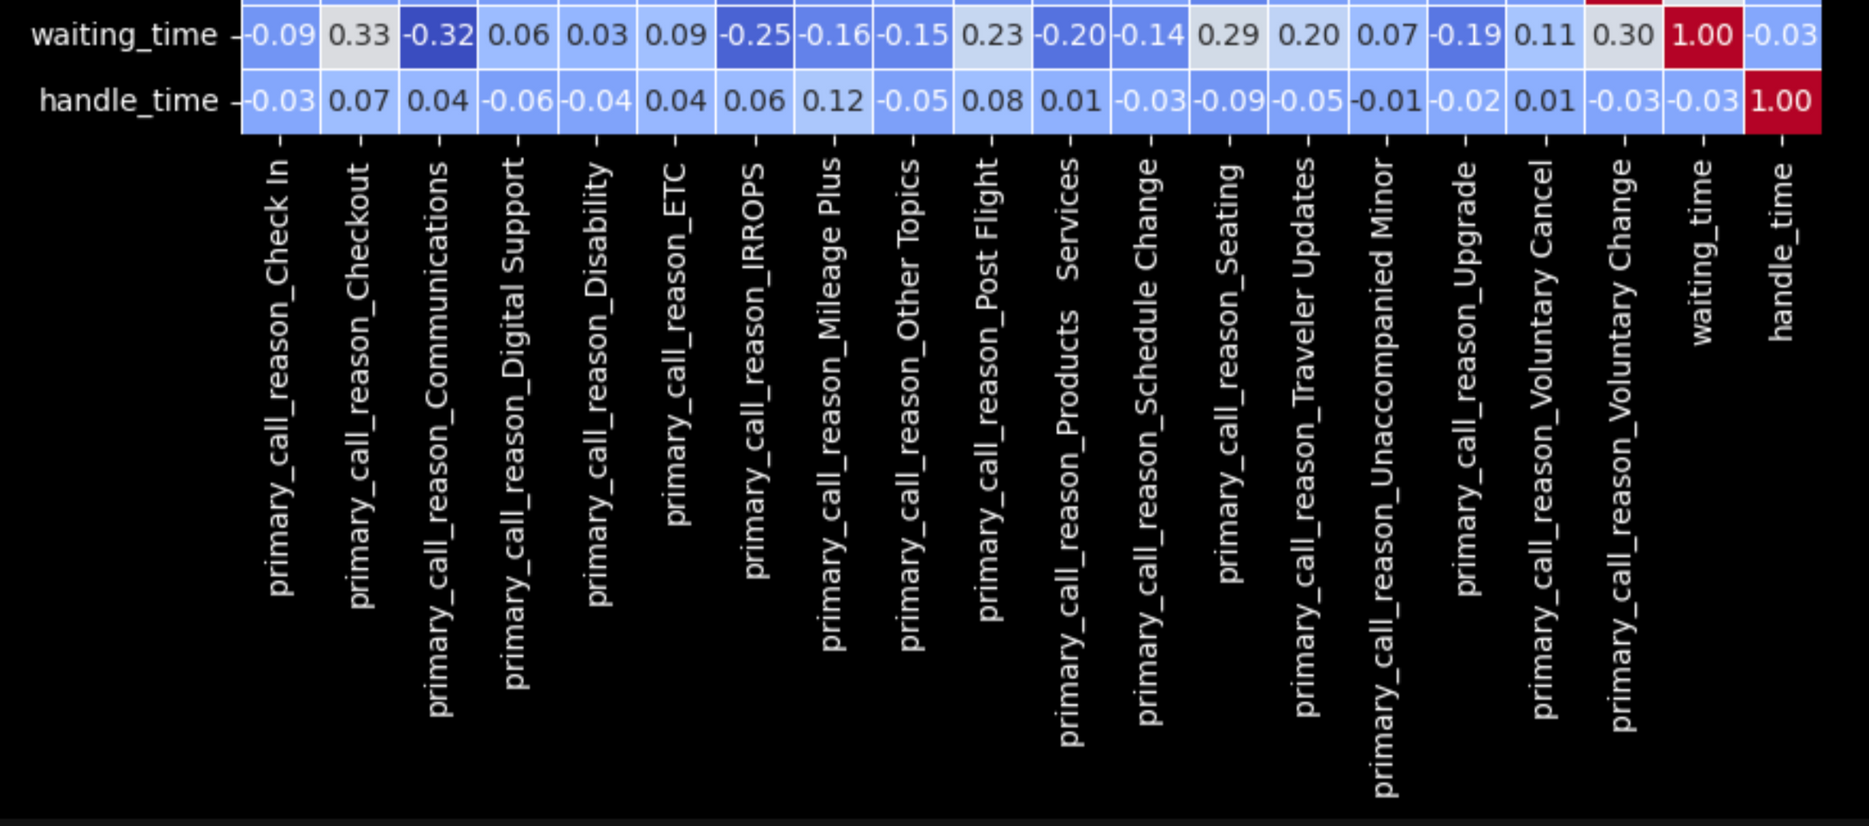 waiting_time -0.09 0.33 -0.32 0.06 0.03 0.09 -0.25 -0.16 -0.15 0.23 -0.20 -0.14 0.29 0.20 0.07 -0.19 0.11 0.30 1.00 -0.03
handle_time -0.03 0.07 0.04 -0.06 -0.04 0.04 0.06 0.12 -0.05 0.08 0.01 -0.03 -0.09 -0.05 -0.01 -0.02 0.01 -0.03 -0.03 1.00
primary_call_reason_Check In
primary_call_reason_Checkout
primary_call_reason_Communications
primary_call_reason_Digital Support
primary_call_reason_Disability
primary_call_reason_ETC
primary_call_reason_IRROPS
primary_call_reason_Mileage Plus
primary_call_reason_Other Topics
primary_call_reason_Post Flight
primary_call_reason_Products  Services
primary_call_reason_Schedule Change
primary_call_reason_Seating
primary_call_reason_Traveler Updates
primary_call_reason_Unaccompanied Minor
primary_call_reason_Upgrade
primary_call_reason_Voluntary Cancel
primary_call_reason_Voluntary Change
waiting_time
handle_time